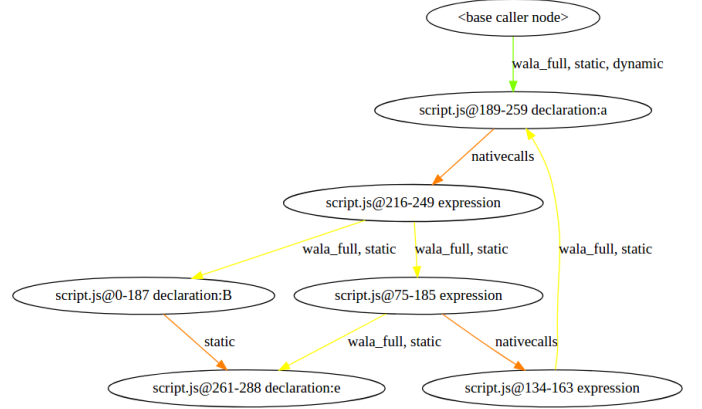 <base caller node>
wala_full, static, dynamic
script.js@189-259 declaration:a
nativecalls
script.js@216-249 expression
wala_full, static
wala_full, static
wala_full, static
script.js@0-187 declaration:B
script.js@75-185 expression
static
wala_full, static
nativecalls
script.js@261-288 declaration:e
script.js@134-163 expression